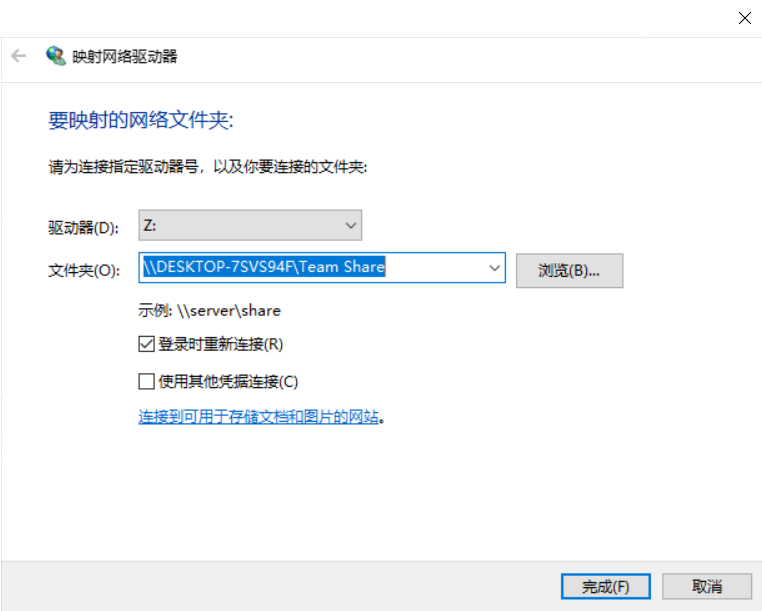 映射网络驱动器
要映射的网络文件夹:
请为连接指定驱动器号，以及你要连接的文件夹:
驱动器(D): Z:
文件夹(O): \\DESKTOP-7SVS94F\Team Share 浏览(B)...
示例: \\server\share
登录时重新连接(R)
使用其他凭据连接(C)
连接到可用于存储文档和图片的网站。
完成(F) 取消